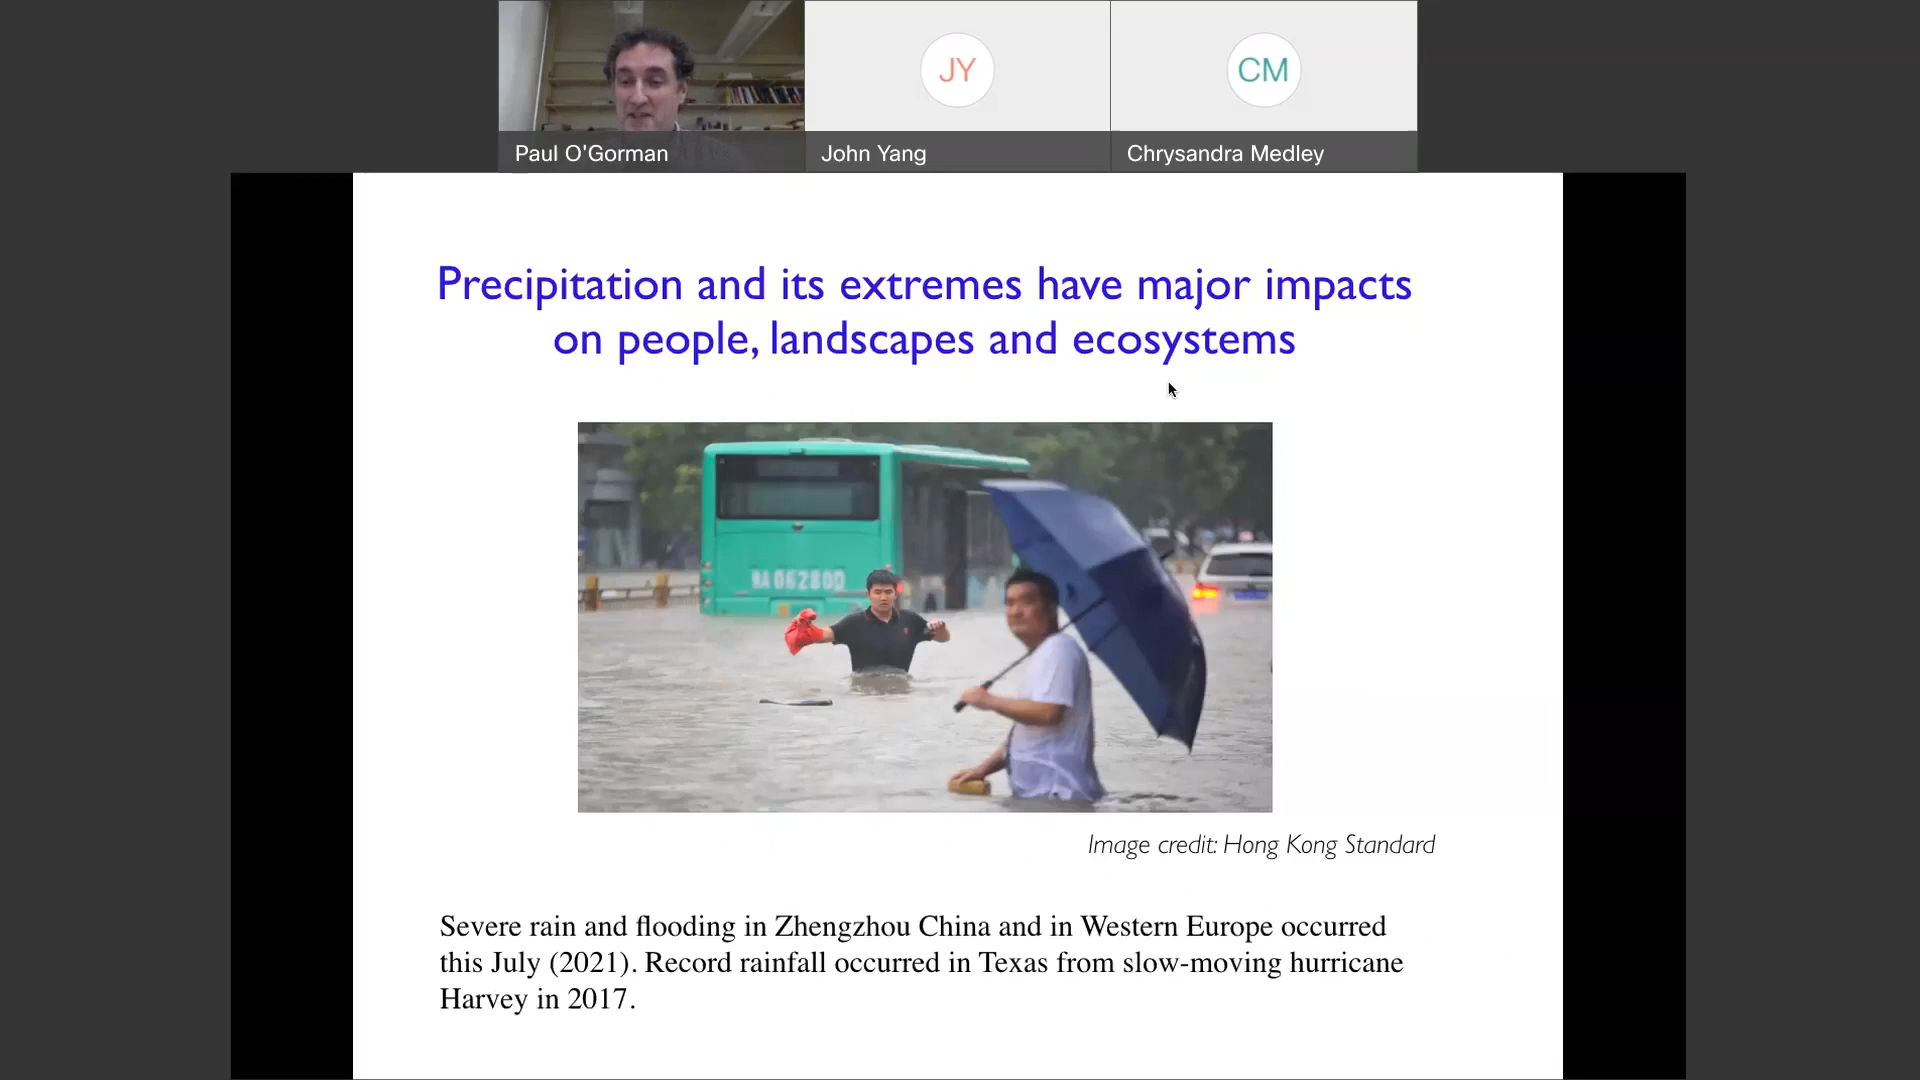 JY
CM
Paul O'Gorman
John Yang
Chrysandra Medley
Precipitation and its extremes have major impacts
on people, landscapes and ecosystems
Image credit: Hong Kong Standard
Severe rain and flooding in Zhengzhou China and in Western Europe occurred
this July (2021). Record rainfall occurred in Texas from slow-moving hurricane
Harvey in 2017.